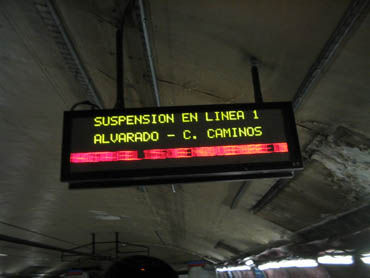 SUSPENSION EN LINEA 1
ALVARADO - C. CAMINOS